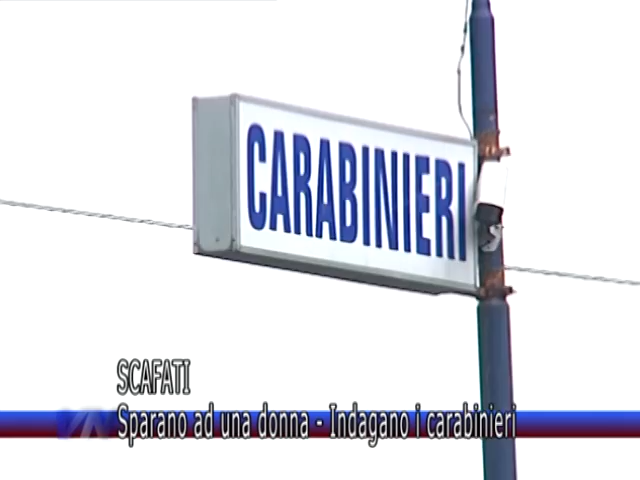 CARABINIERI
SCAFATI
Sparano ad una donna - Indagano i carabinieri